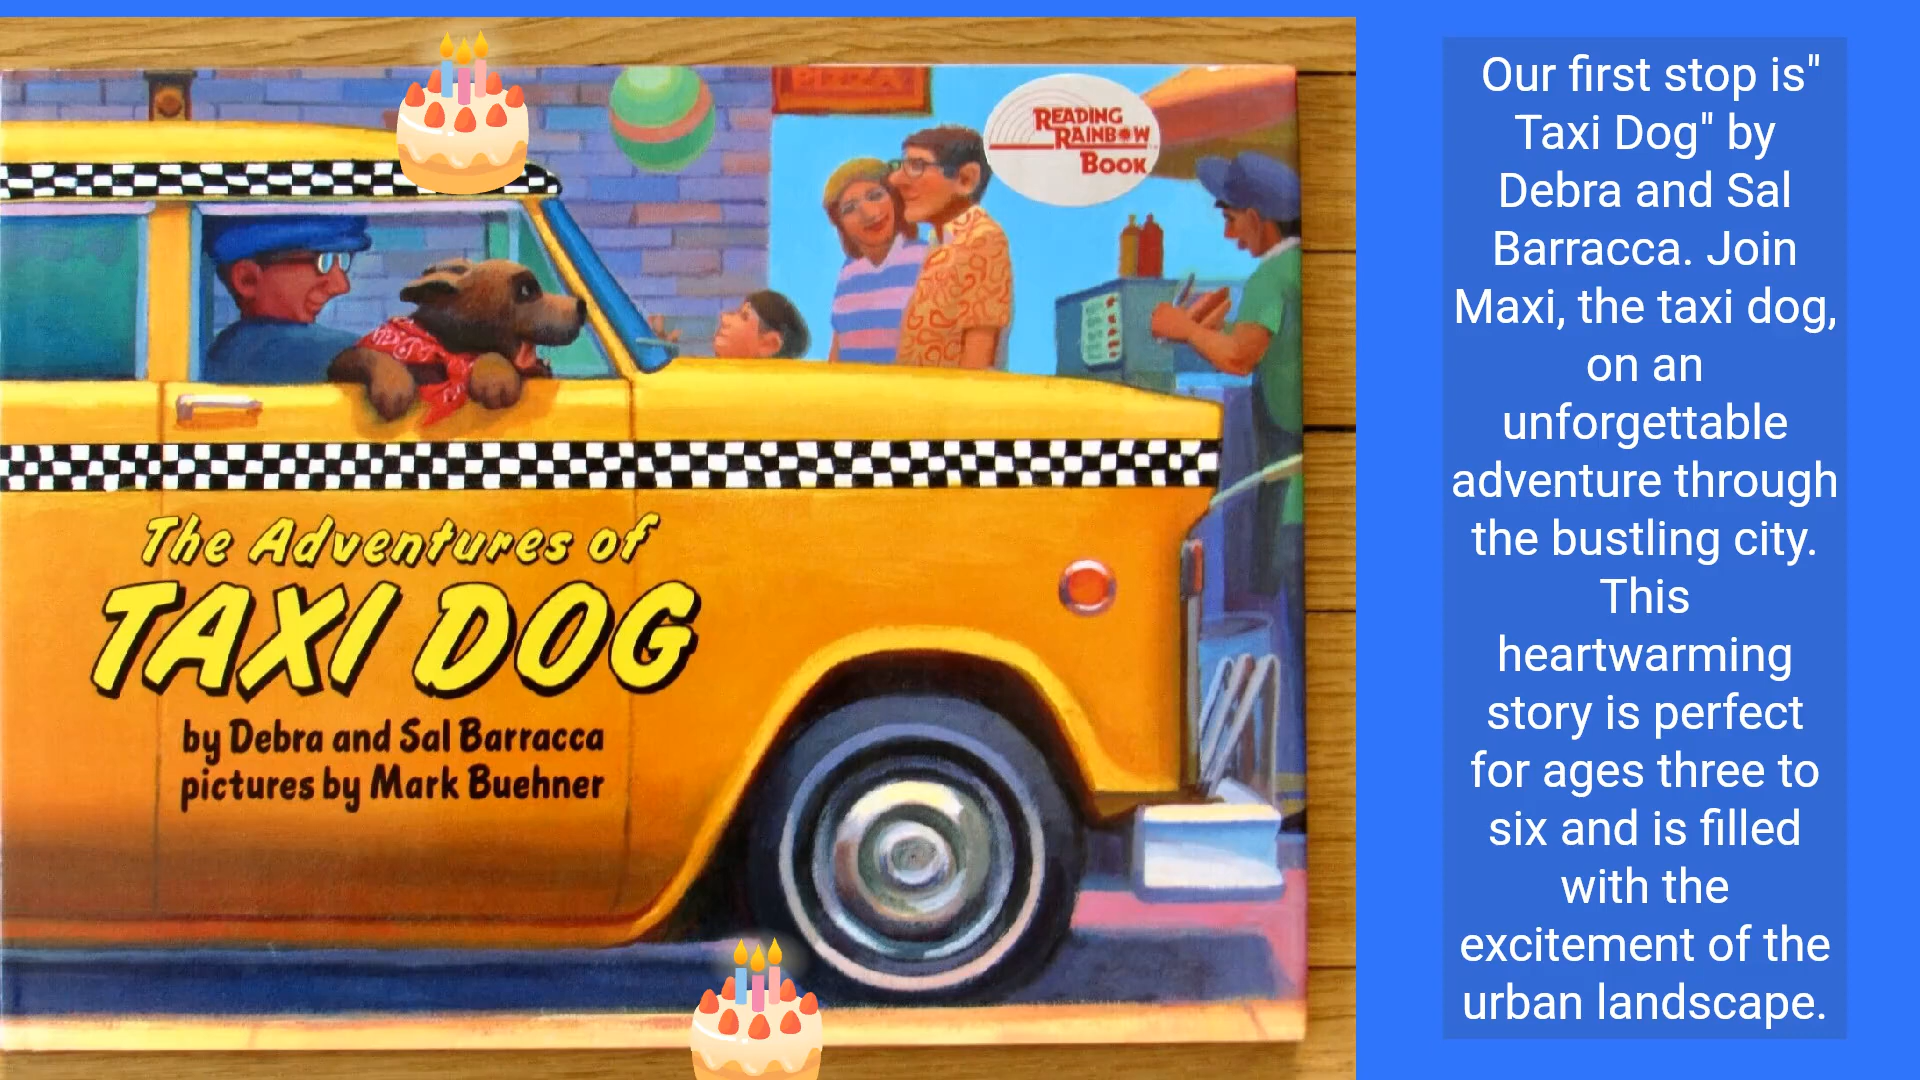 PIZZA
READING
RAINBOW
BOOK
The Adventures of
TAXI DOG
by Debra and Sal Barracca
pictures by Mark Buehner
Our first stop is"
Taxi Dog" by
Debra and Sal
Barracca. Join
Maxi, the taxi dog,
on an
unforgettable
adventure through
the bustling city.
This
heartwarming
story is perfect
for ages three to
six and is filled
with the
excitement of the
urban landscape.